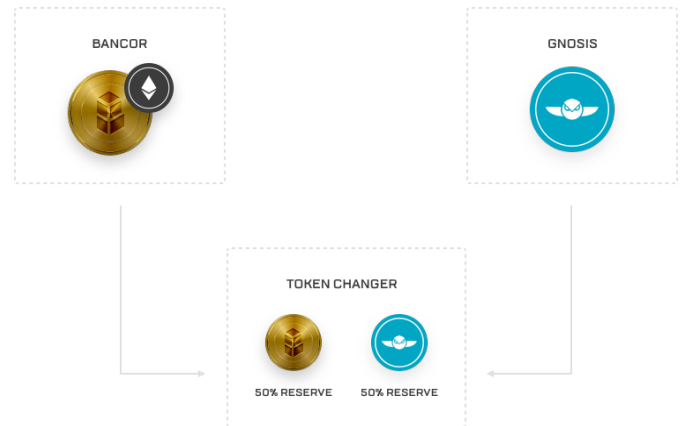 BANCOR
GNOSIS
TOKEN CHANGER
50% RESERVE
50% RESERVE